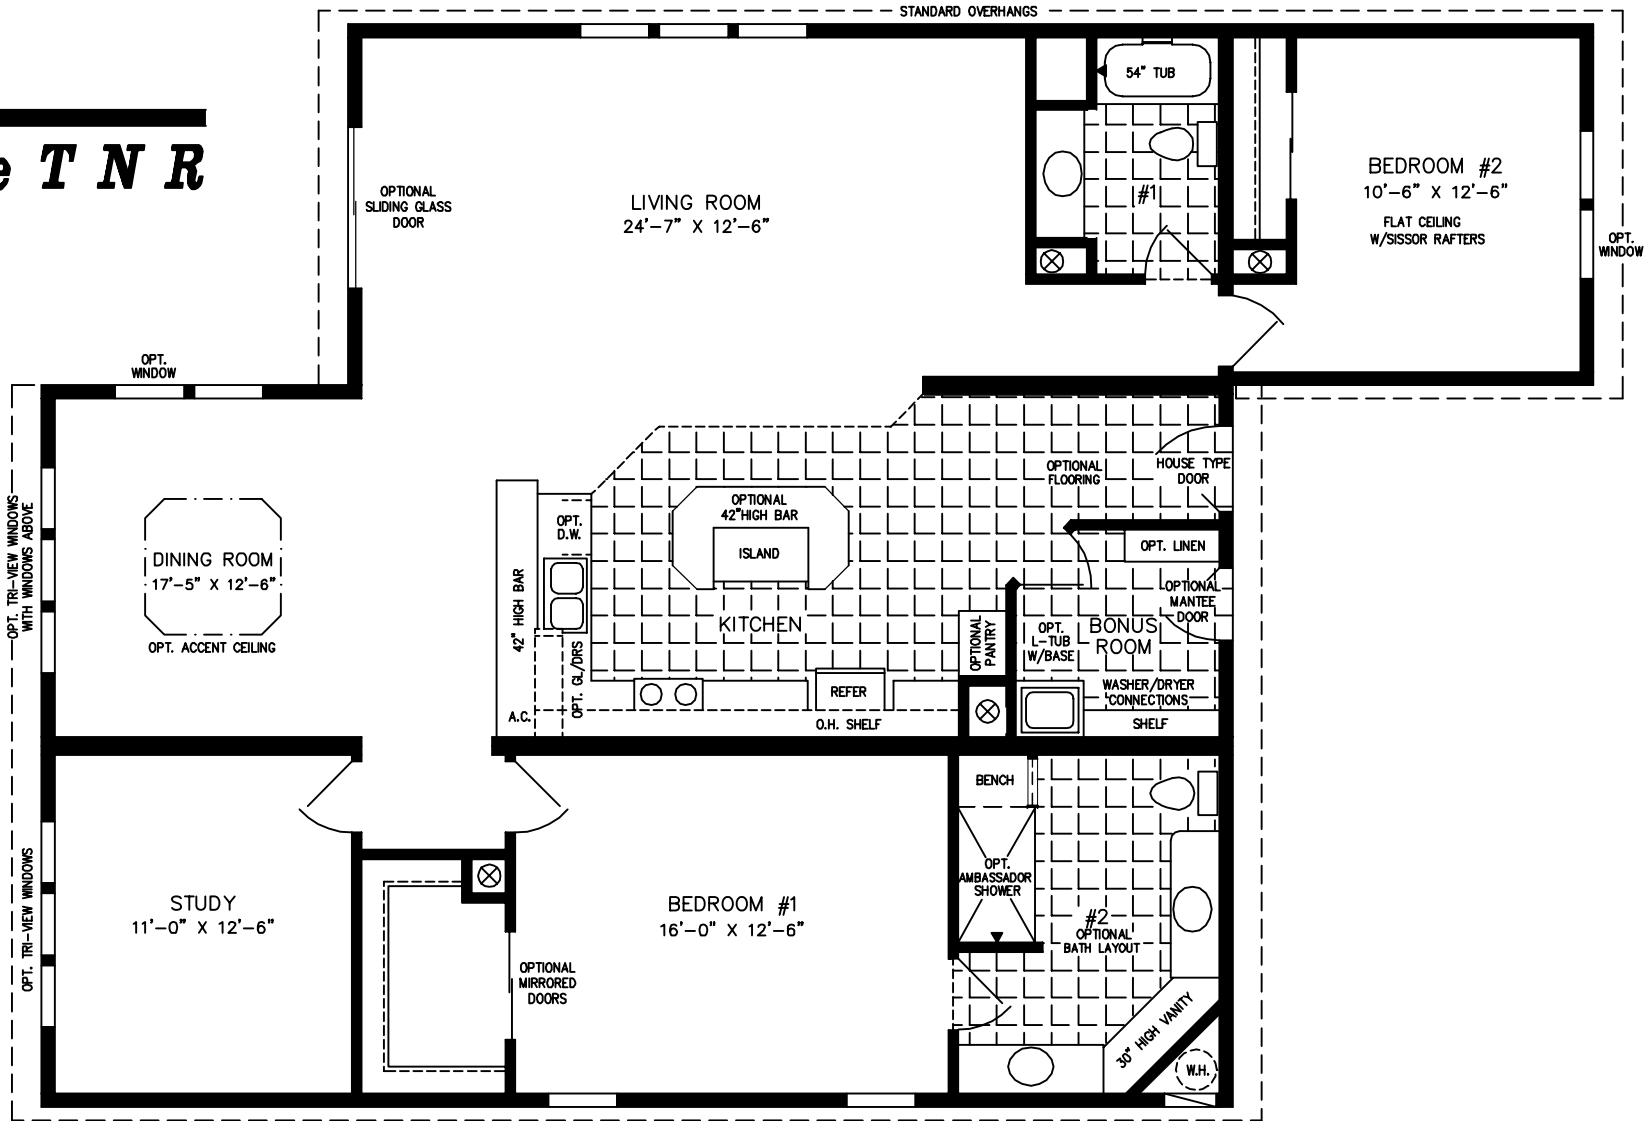 STANDARD OVERHANGS
e T N R
54" TUB
#1
OPTIONAL
SLIDING GLASS
DOOR
LIVING ROOM
24'-7" X 12'-6"
BEDROOM #2
10'-6" X 12'-6"
FLAT CEILING
W/SISSOR RAFTERS
OPT.
WINDOW
OPT.
WINDOW
OPT. TRI-VIEW WINDOWS
WITH WINDOWS ABOVE
DINING ROOM
17'-5" X 12'-6"
OPT. ACCENT CEILING
42" HIGH BAR
OPT.
D.W.
OPT. GL/DRS
A.C.
OPTIONAL
42"HIGH BAR
ISLAND
KITCHEN
REFER
O.H. SHELF
OPTIONAL
PANTRY
OPTIONAL
FLOORING
HOUSE TYPE
DOOR
OPT. LINEN
OPTIONAL
MANTEE
DOOR
OPT.
L-TUB
W/BASE
BONUS
ROOM
WASHER/DRYER
CONNECTIONS
SHELF
OPT. TRI-VIEW WINDOWS
STUDY
11'-0" X 12'-6"
OPTIONAL
MIRRORED
DOORS
BEDROOM #1
16'-0" X 12'-6"
BENCH
OPT.
AMBASSADOR
SHOWER
#2
OPTIONAL
BATH LAYOUT
30" HIGH VANITY
W.H.